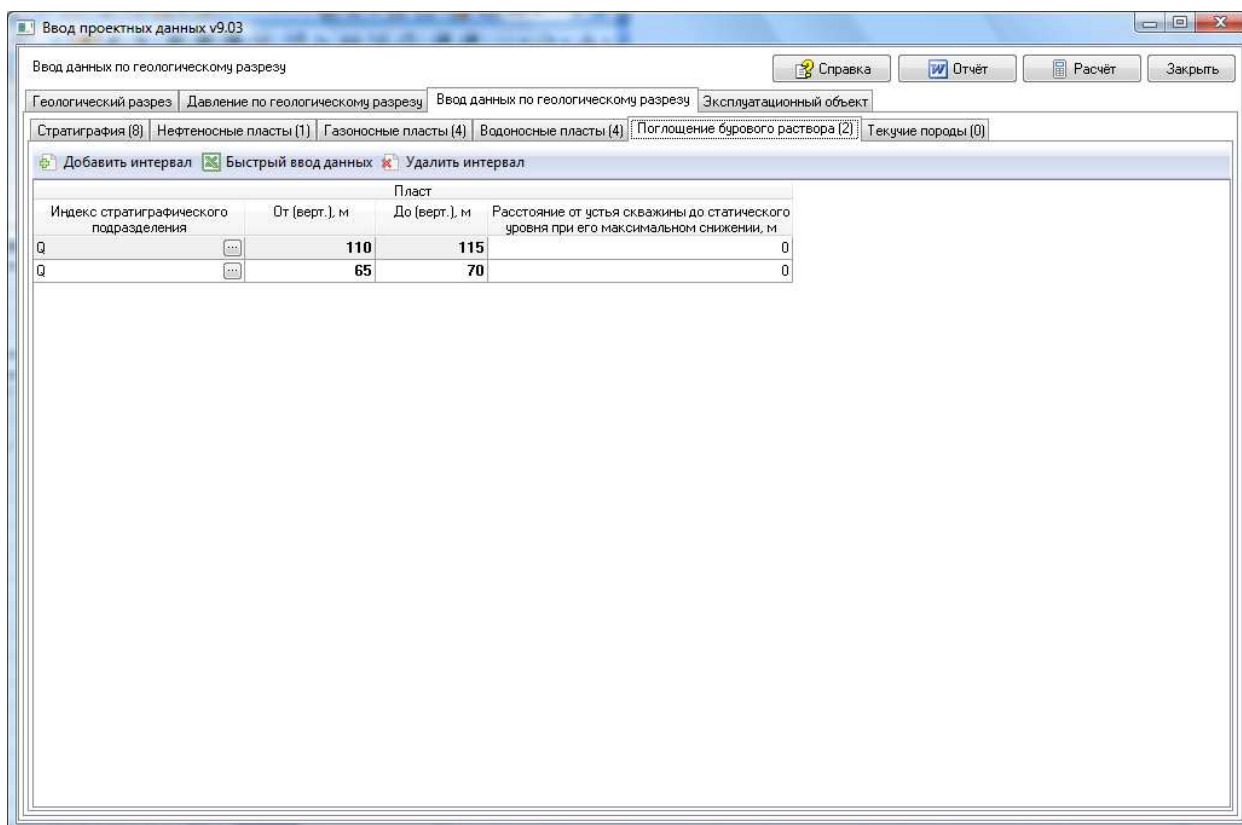 Ввод проектных данных v9.03
Ввод данных по геологическому разрезу
Справка
Отчёт
Расчёт
Закрыть
Геологический разрез Давление по геологическому разрезу Ввод данных по геологическому разрезу Эксплуатационный объект
Стратиграфия (8) Нефтеносные пласты (1) Газоносные пласты (4) Водоносные пласты (4) Поглощение бурового раствора (2) Текучие породы (0)
Добавить интервал Быстрый ввод данных Удалить интервал
Пласт
Индекс стратиграфического подразделения От (верт.), м До (верт.), м Расстояние от устья скважины до статического уровня при его максимальном снижении, м
Q ... 110 115 0
Q ... 65 70 0